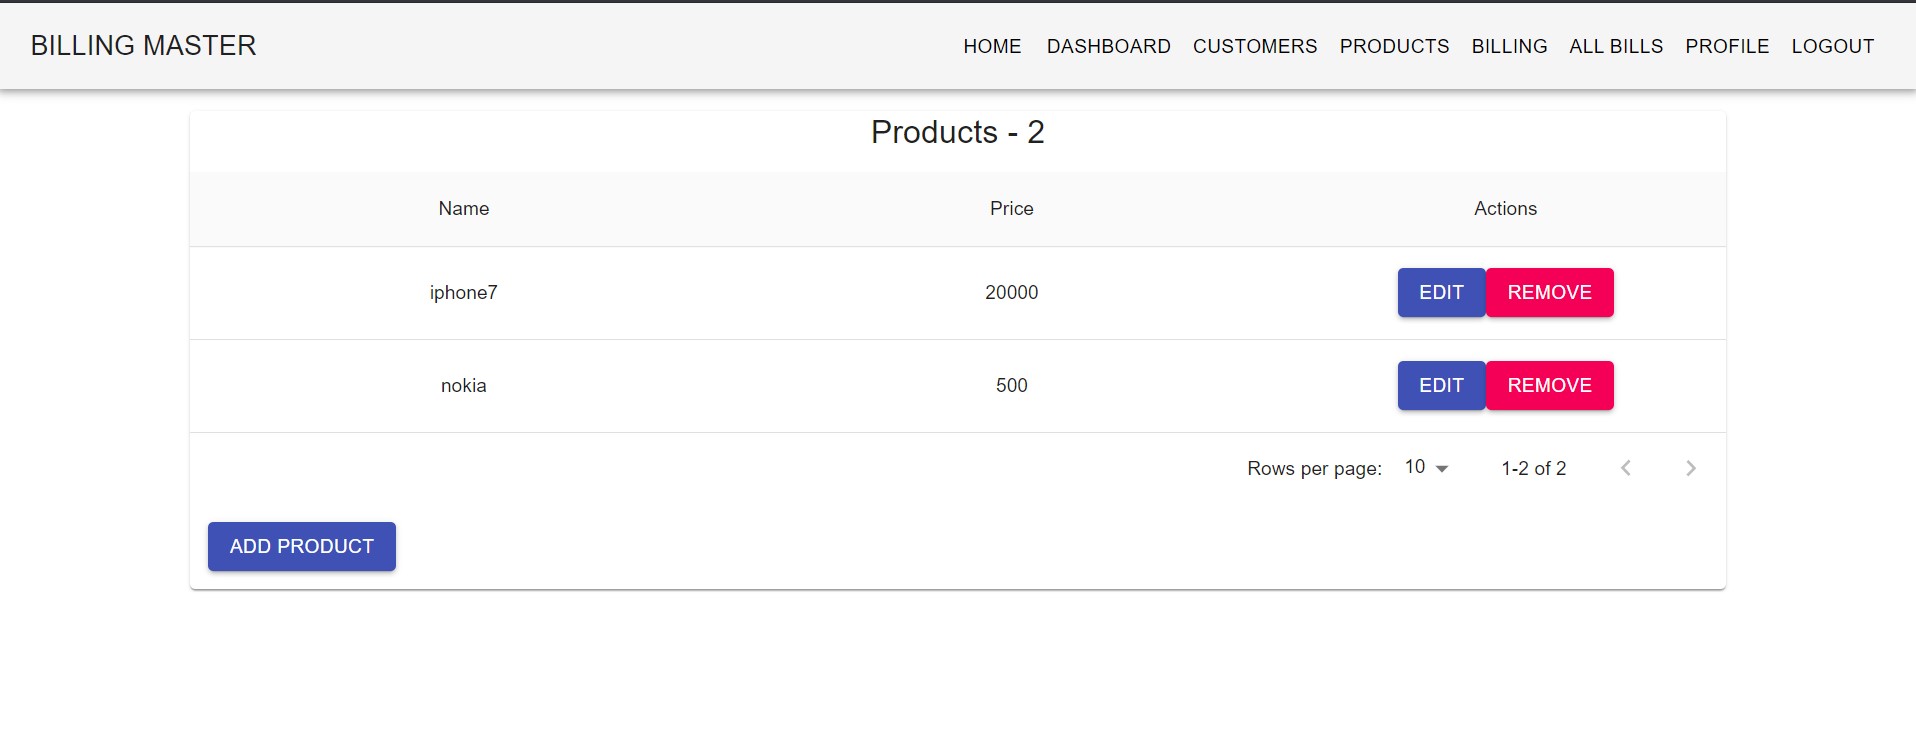 BILLING MASTER HOME DASHBOARD CUSTOMERS PRODUCTS BILLING ALL BILLS PROFILE LOGOUT
Products - 2
Name Price Actions
iphone7 20000 EDIT REMOVE
nokia 500 EDIT REMOVE
Rows per page: 10 1-2 of 2
ADD PRODUCT